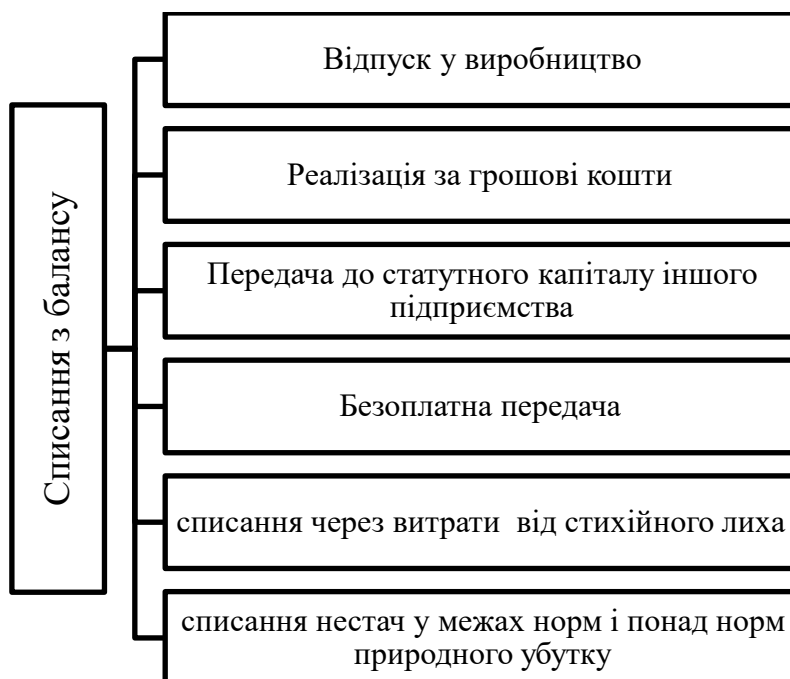 Списання з балансу
Відпуск у виробництво
Реалізація за грошові кошти
Передача до статутного капіталу іншого
підприємства
Безоплатна передача
списання через витрати від стихійного лиха
списання нестач у межах норм і понад норм
природного убутку